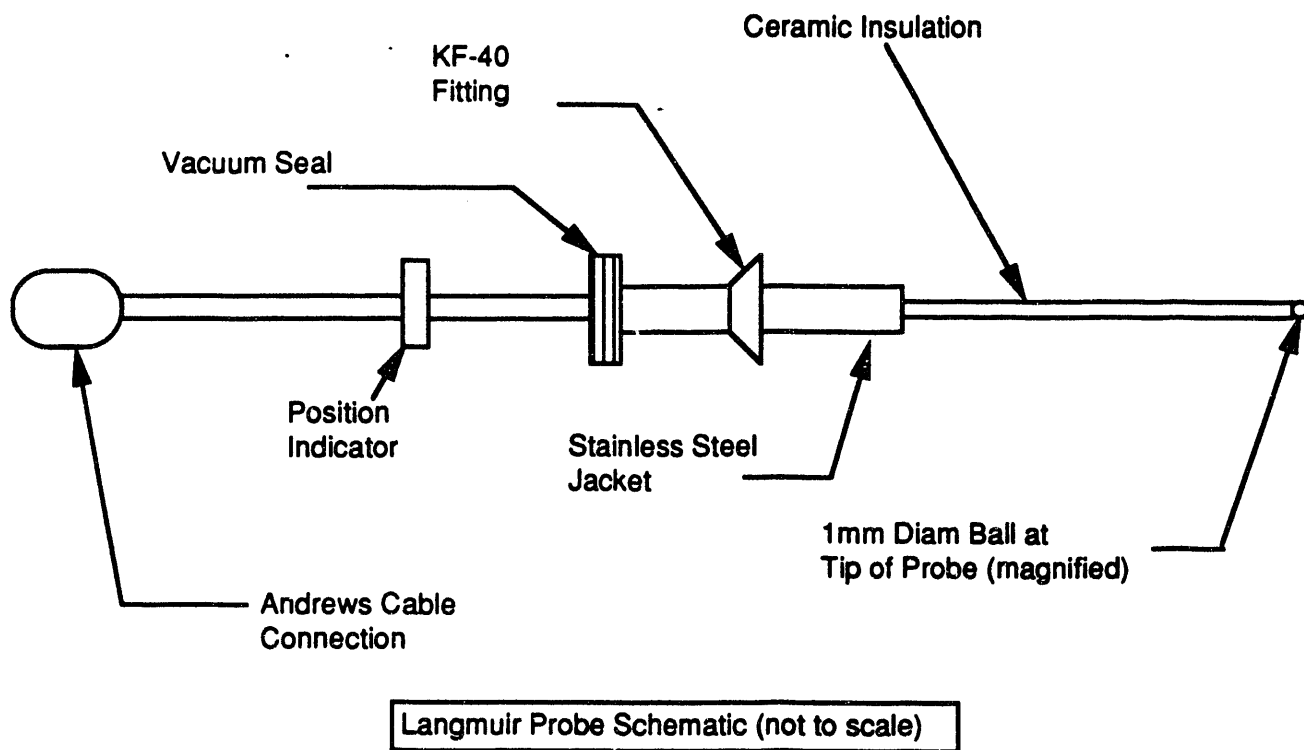 Ceramic Insulation
KF-40
Fitting
Vacuum Seal
Position
Indicator
Stainless Steel
Jacket
1mm Diam Ball at
Tip of Probe (magnified)
Andrews Cable
Connection
Langmuir Probe Schematic (not to scale)